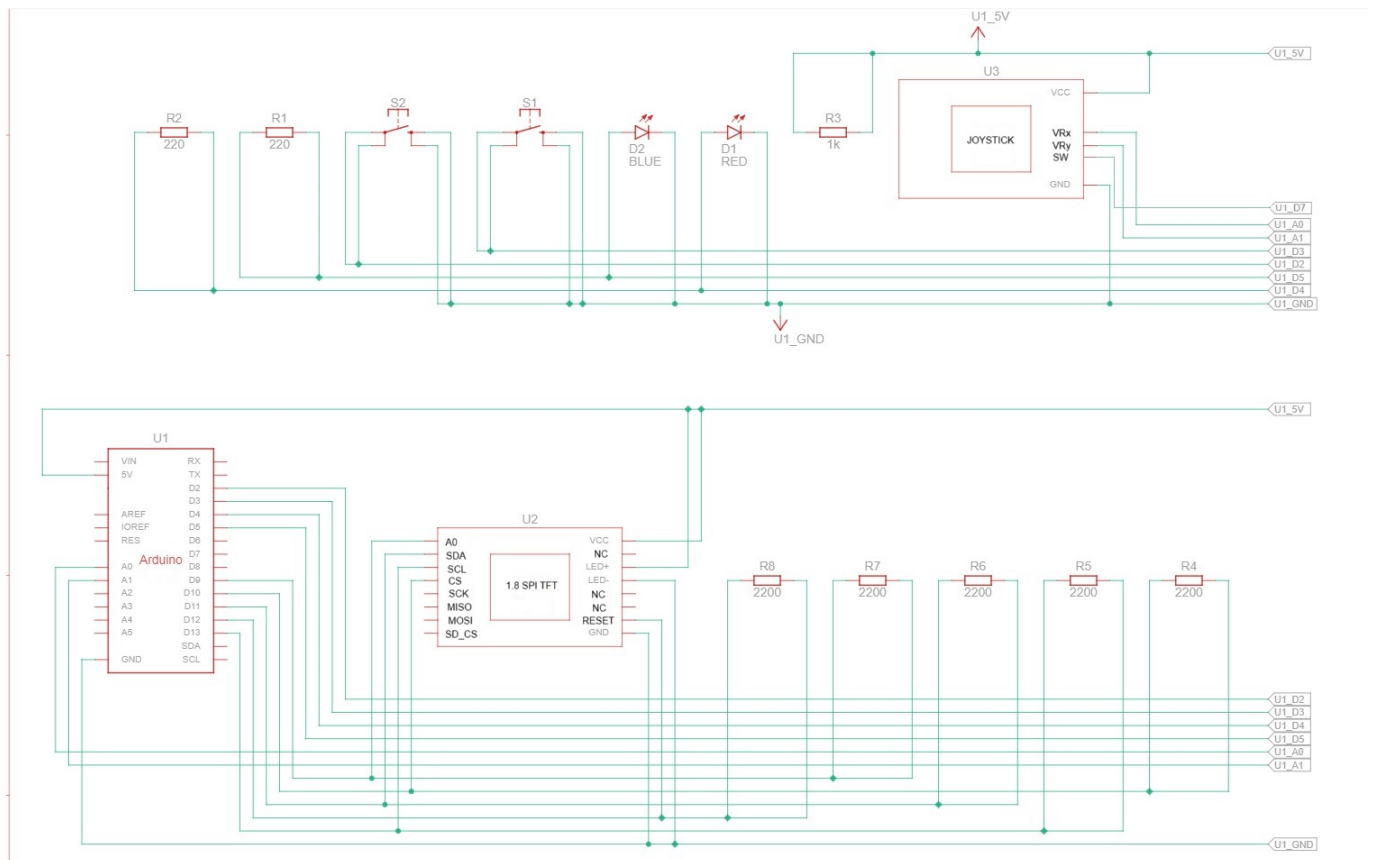 U1_5V
U1_5V
U3
VCC
S2
S1
R2
R1
R3
JOYSTICK
VRx
220
220
D2
D1
1k
VRy
BLUE
RED
SW
GND
U1_D7
U1_A0
U1_A1
U1_D3
U1_D2
U1_D5
U1_D4
U1_GND
U1_GND
U1_5V
U1
VIN
RX
5V
TX
D2
D3
AREF
D4
IOREF
D5
RES
D6
D7
Arduino
A0
D8
A1
D9
A2
D10
A3
D11
A4
D12
A5
D13
SDA
GND
SCL
U2
A0
VCC
SDA
NC
SCL
LED+
CS
LED-
1.8 SPI TFT
SCK
NC
MISO
NC
MOSI
RESET
SD_CS
GND
R8
R7
R6
R5
R4
2200
2200
2200
2200
2200
U1_D2
U1_D3
U1_D4
U1_D5
U1_A0
U1_A1
U1_GND